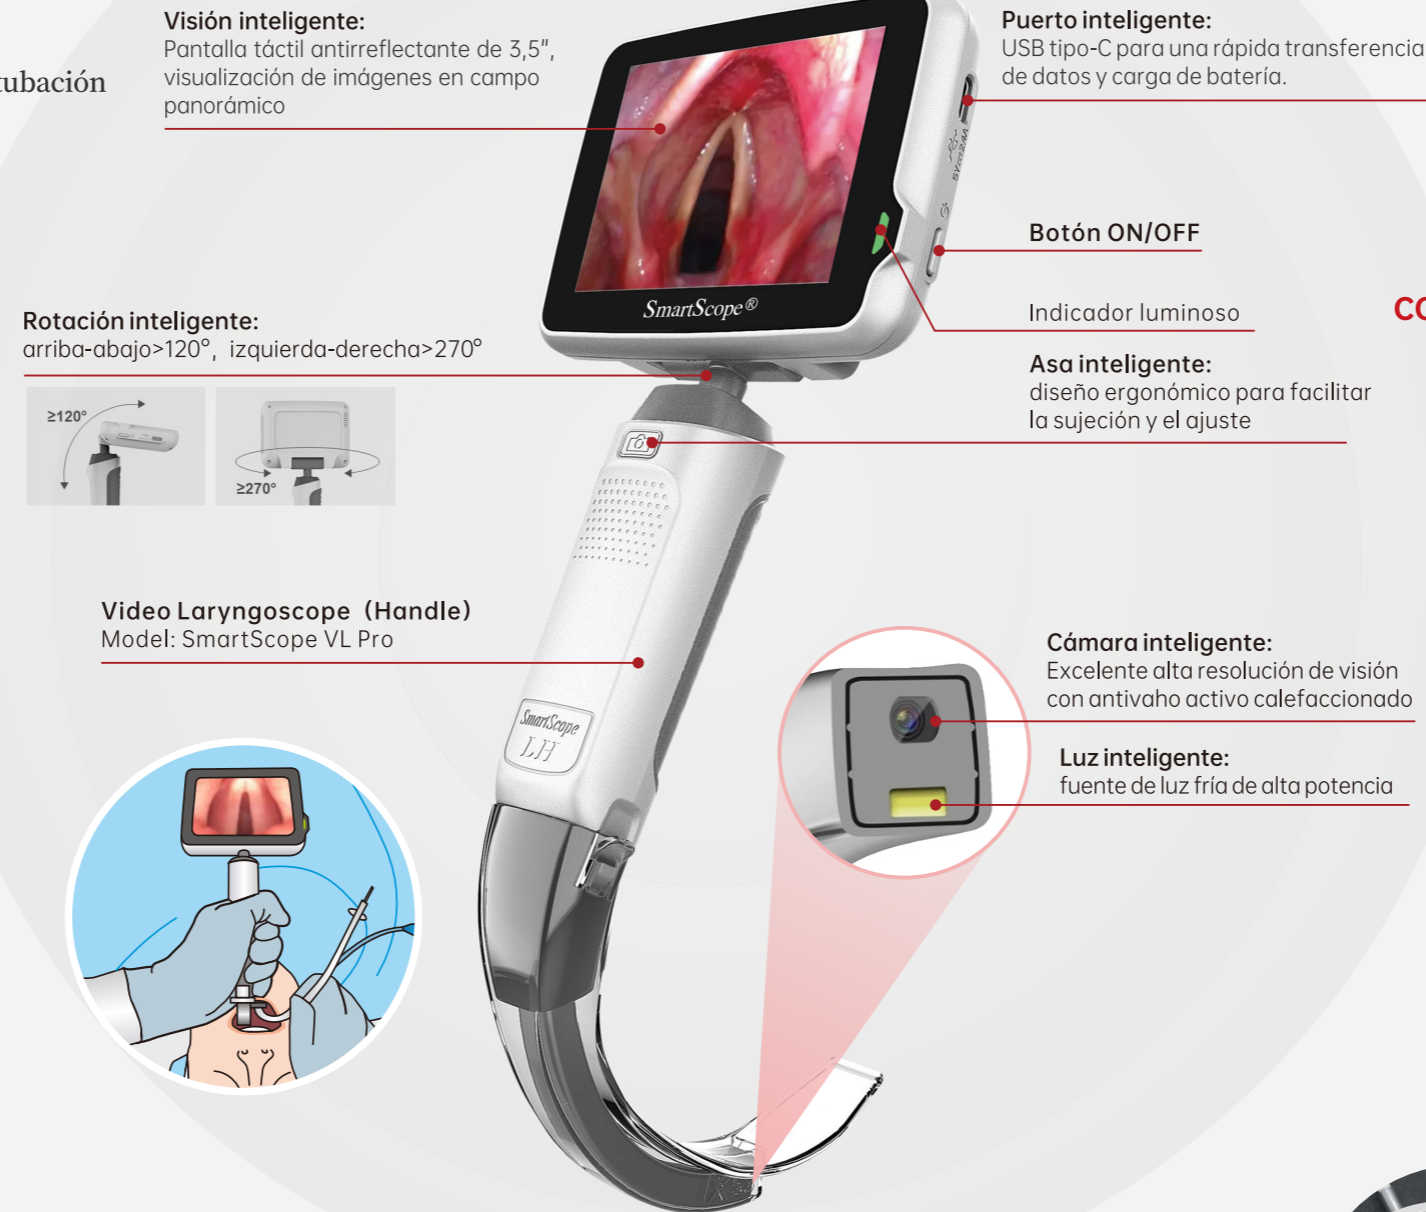 Visión inteligente:
Pantalla táctil antirreflectante de 3,5",
visualización de imágenes en campo
panorámico
Puerto inteligente:
USB tipo-C para una rápida transferencia
de datos y carga de batería.
5V 2.4A
Botón ON/OFF
SmartScope®
Indicador luminoso
Rotación inteligente:
arriba-abajo>120°, izquierda-derecha>270°
≥120°
≥270°
Asa inteligente:
diseño ergonómico para facilitar
la sujeción y el ajuste
Video Laryngoscope (Handle)
Model: SmartScope VL Pro
SmartScope
LH
Cámara inteligente:
Excelente alta resolución de visión
con antivaho activo calefaccionado
Luz inteligente:
fuente de luz fría de alta potencia